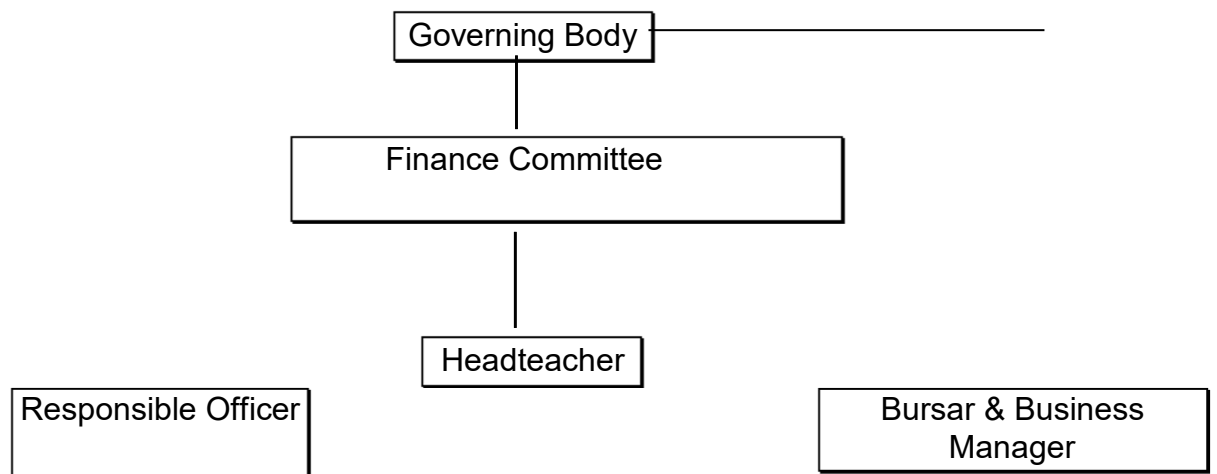 Governing Body
Finance Committee
Headteacher
Responsible Officer
Bursar & Business
Manager